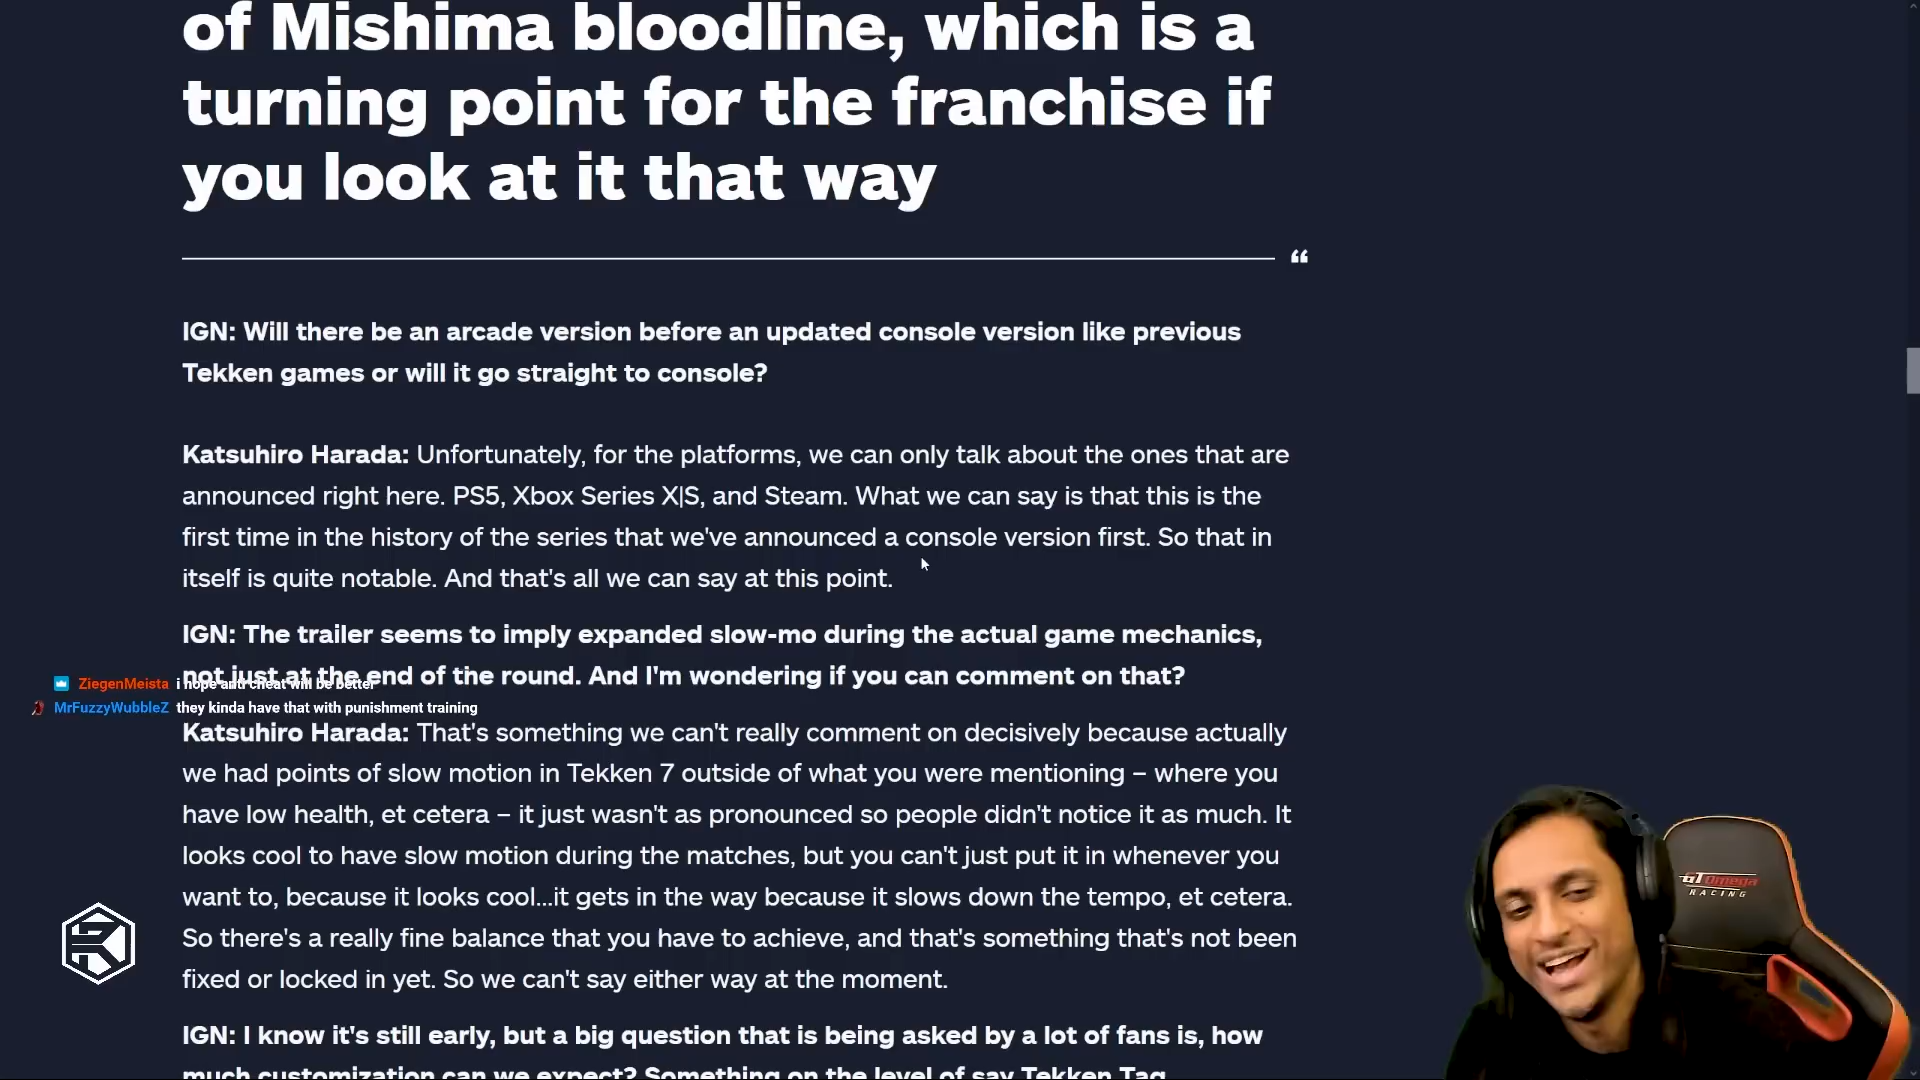 of Mishima bloodline, which is a
turning point for the franchise if
you look at it that way
“
IGN: Will there be an arcade version before an updated console version like previous
Tekken games or will it go straight to console?
Katsuhiro Harada: Unfortunately, for the platforms, we can only talk about the ones that are
announced right here. PS5, Xbox Series X|S, and Steam. What we can say is that this is the
first time in the history of the series that we've announced a console version first. So that in
itself is quite notable. And that's all we can say at this point.
IGN: The trailer seems to imply expanded slow-mo during the actual game mechanics,
not just at the end of the round. And I'm wondering if you can comment on that?
ZiegenMeista i hope anti cheat will be better
MrFuzzyWubbleZ they kinda have that with punishment training
Katsuhiro Harada: That's something we can't really comment on decisively because actually
we had points of slow motion in Tekken 7 outside of what you were mentioning – where you
have low health, et cetera – it just wasn't as pronounced so people didn't notice it as much. It
looks cool to have slow motion during the matches, but you can't just put it in whenever you
want to, because it looks cool...it gets in the way because it slows down the tempo, et cetera.
So there's a really fine balance that you have to achieve, and that's something that's not been
fixed or locked in yet. So we can't say either way at the moment.
IGN: I know it's still early, but a big question that is being asked by a lot of fans is, how
much customization can we expect? Something on the level of say Tekken Tag
GT Omega
RACING